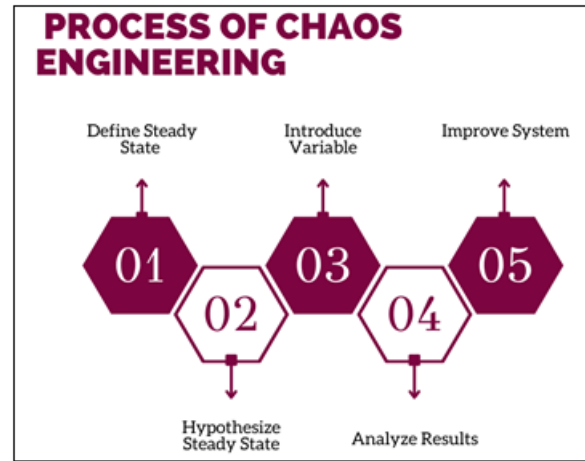 PROCESS OF CHAOS
ENGINEERING
Define Steady
State
Introduce
Variable
Improve System
01
02
03
04
05
Hypothesize
Steady State
Analyze Results